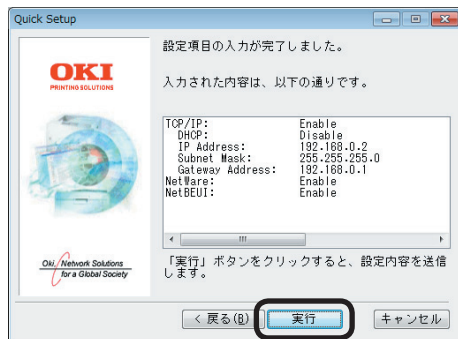 Quick Setup
OKI
PRINTING SOLUTIONS
Oki, Network Solutions
for a Global Society
設定項目の入力が完了しました。
入力された内容は、以下の通りです。
TCP/IP: Enable
DHCP: Disable
IP Address: 192.168.0.2
Subnet Mask: 255.255.255.0
Gateway Address: 192.168.0.1
NetWare: Enable
NetBEUI: Enable
「実行」ボタンをクリックすると、設定内容を送信
します。
< 戻る(B)
実行
キャンセル